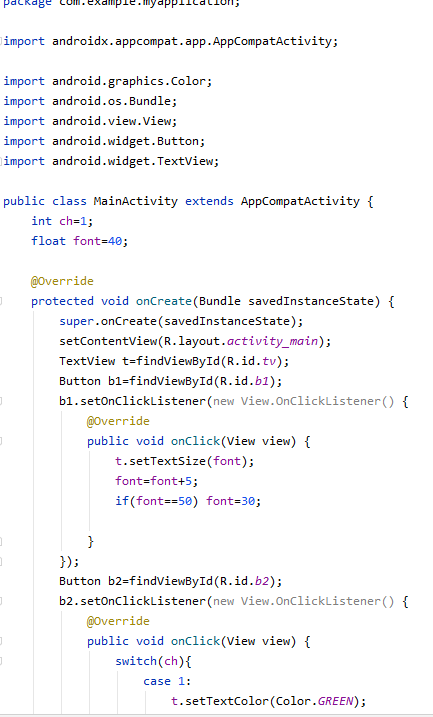 package com.example.myapplication;
import androidx.appcompat.app.AppCompatActivity;
import android.graphics.Color;
import android.os.Bundle;
import android.view.View;
import android.widget.Button;
import android.widget.TextView;
public class MainActivity extends AppCompatActivity {
int ch=1;
float font=40;
@Override
protected void onCreate(Bundle savedInstanceState) {
super.onCreate(savedInstanceState);
setContentView(R.layout.activity_main);
TextView t=findViewById(R.id.tv);
Button b1=findViewById(R.id.b1);
b1.setOnClickListener(new View.OnClickListener() {
@Override
public void onClick(View view) {
t.setTextSize(font);
font=font+5;
if(font==50) font=30;
}
});
Button b2=findViewById(R.id.b2);
b2.setOnClickListener(new View.OnClickListener() {
@Override
public void onClick(View view) {
switch(ch){
case 1:
t.setTextColor(Color.GREEN);